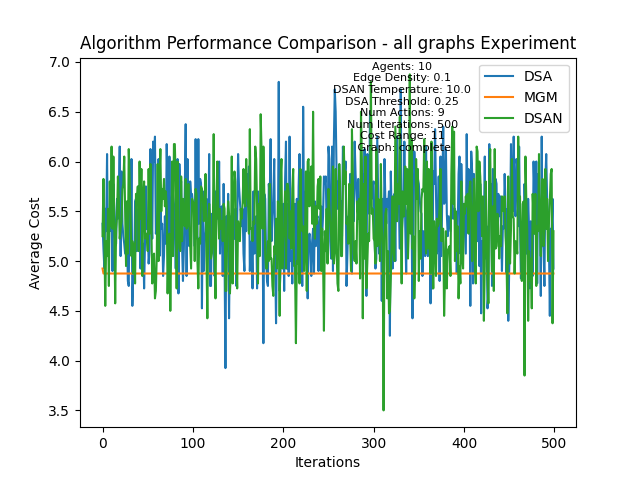 Algorithm Performance Comparison - all graphs Experiment
Agents: 10
Edge Density: 0.1
DSAN Temperature: 10.0
DSA Threshold: 0.25
Num Actions: 9
Num Iterations: 500
Cost Range: 11
Graph: complete
DSA
MGM
DSAN
7.0
6.5
6.0
5.5
5.0
4.5
4.0
3.5
Average Cost
0 100 200 300 400 500
Iterations